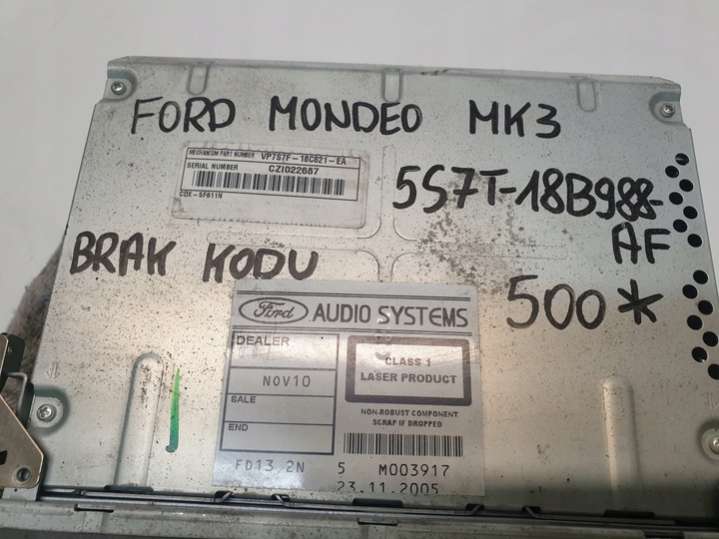 FORD MONDEO MK3
MECHANISM PART NUMBER VP7S7F-18C821-EA
SERIAL NUMBER CZI022687
CDX-5F811N
5S7T-18B988-
AF
BRAK KODU
500*
Ford AUDIO SYSTEMS
DEALER
NOV10
SALE
END
CLASS 1
LASER PRODUCT
NON-ROBUST COMPONENT
SCRAP IF DROPPED
FD13 2N 5 M003917
23.11.2005